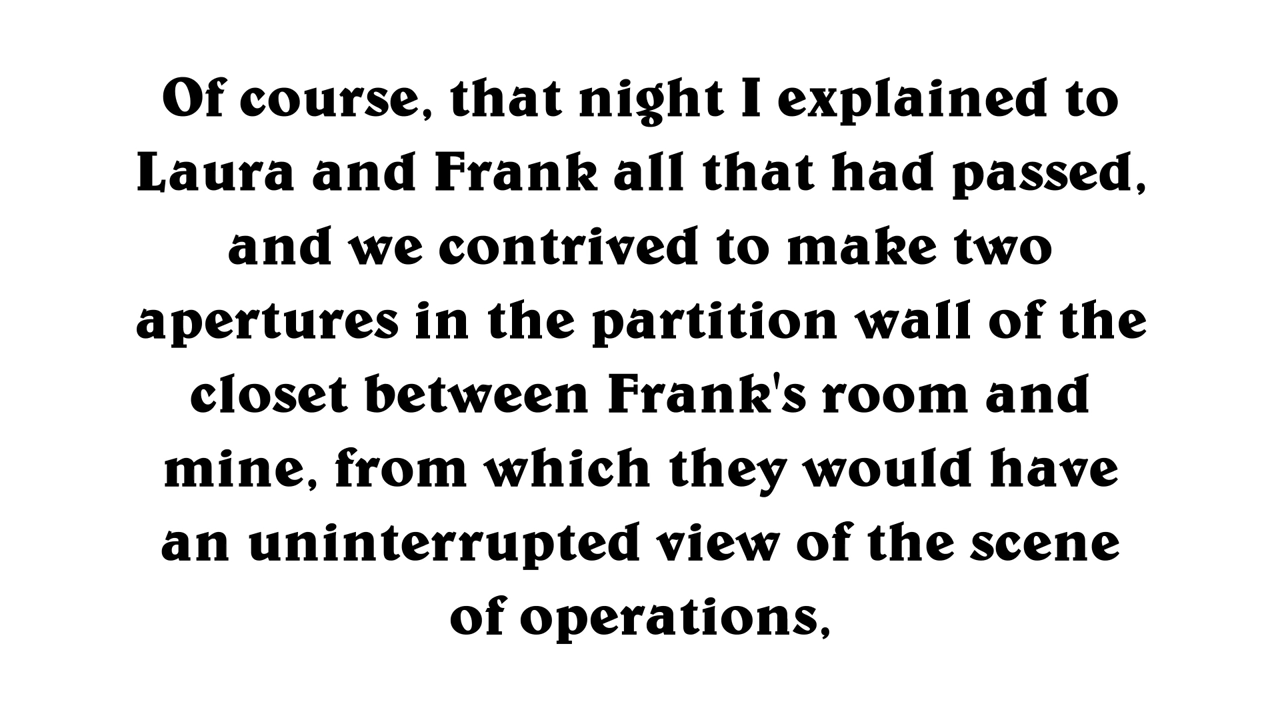 Of course, that night I explained to
Laura and Frank all that had passed,
and we contrived to make two
apertures in the partition wall of the
closet between Frank's room and
mine, from which they would have
an uninterrupted view of the scene
of operations,